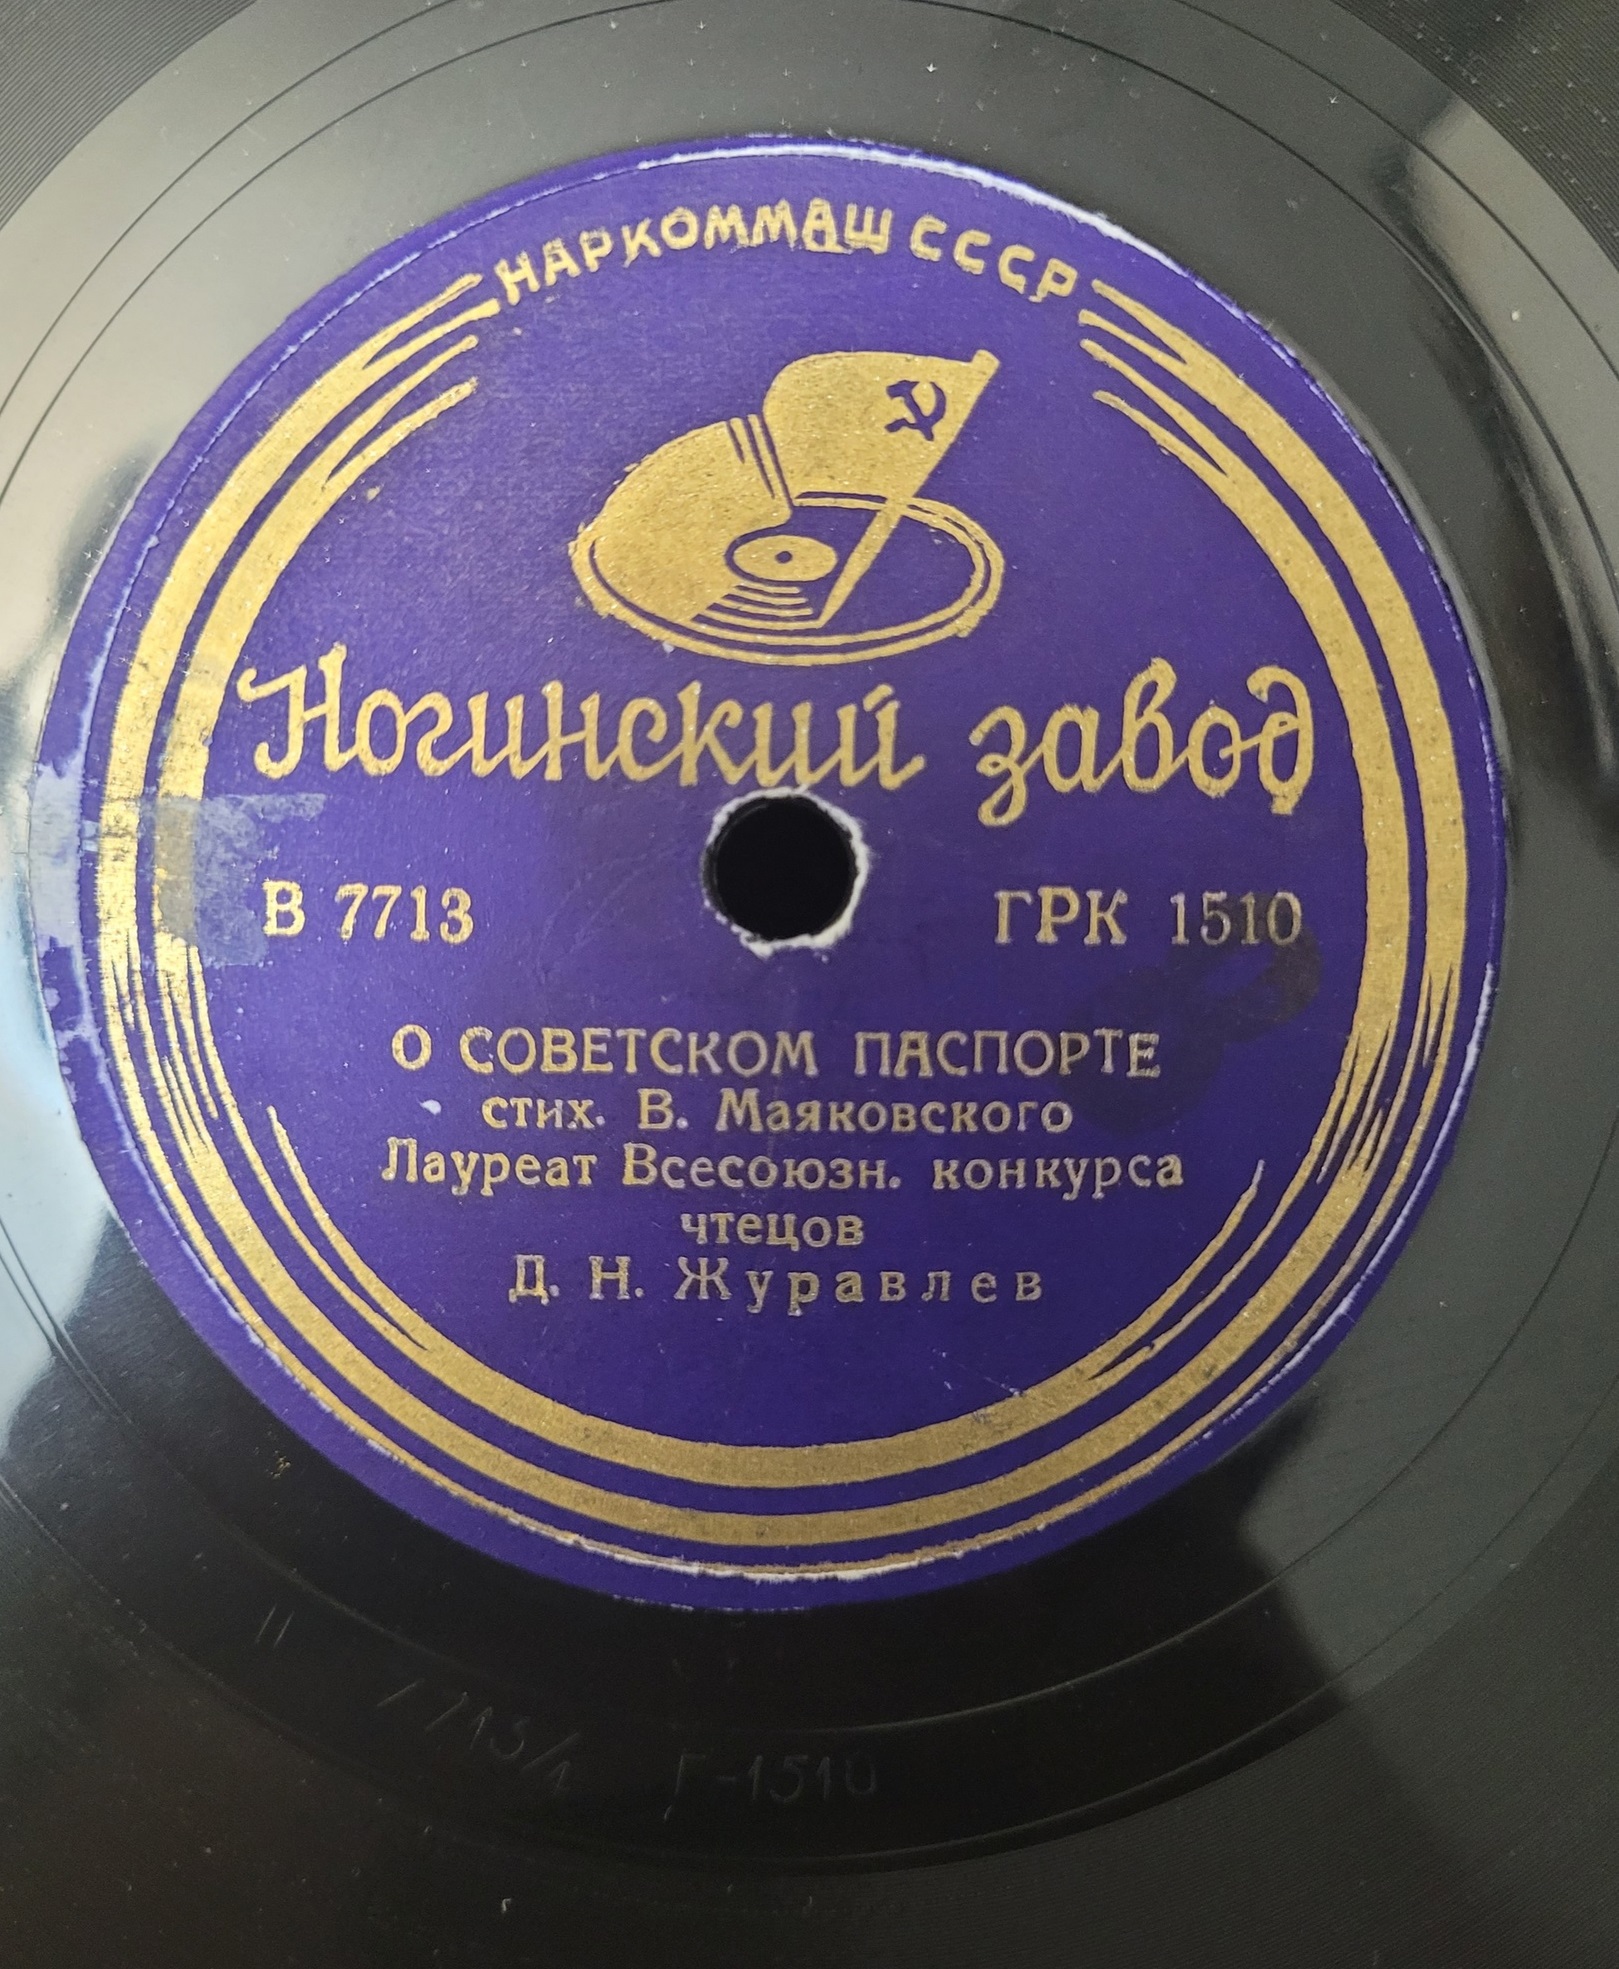 НАРКОММАШ СССР
Ногинский завод
В 7713 ГРК 1510
О СОВЕТСКОМ ПАСПОРТЕ
стих. В. Маяковского
Лауреат Всесоюзн. конкурса
чтецов
Д. Н. Журавлев
Г-1510